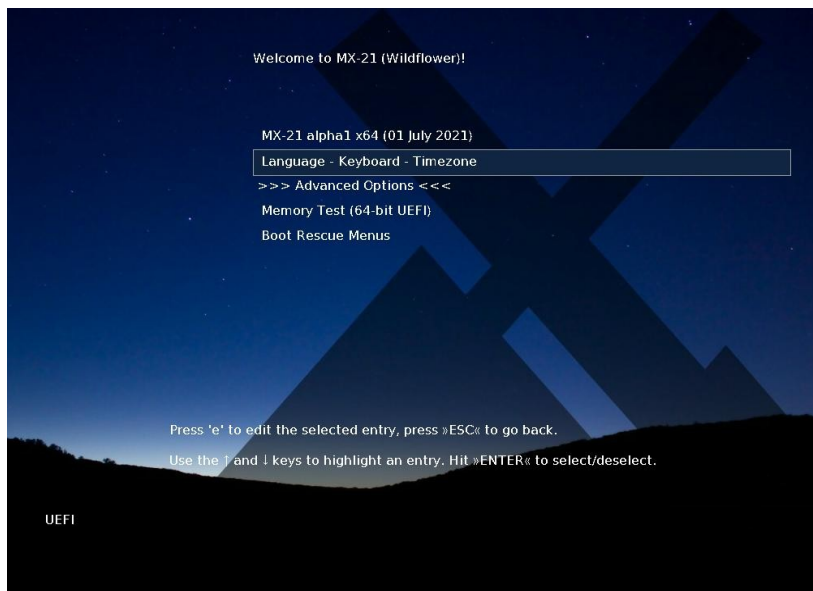 Welcome to MX-21 (Wildflower)!
MX-21 alpha1 x64 (01 July 2021)
Language - Keyboard - Timezone
>>> Advanced Options <<<
Memory Test (64-bit UEFI)
Boot Rescue Menus
Press 'e' to edit the selected entry, press »ESC« to go back.
Use the ↑ and ↓ keys to highlight an entry. Hit »ENTER« to select/deselect.
UEFI